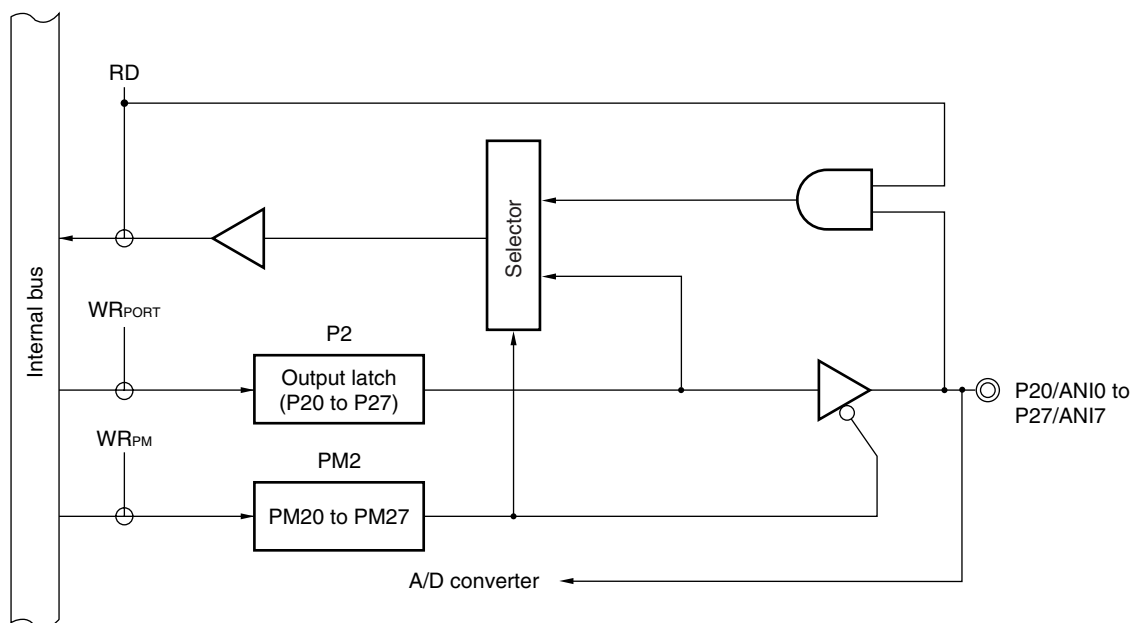 RD
Internal bus
Selector
WRPORT
P2
Output latch
(P20 to P27)
P20/ANI0 to
P27/ANI7
WRPM
PM2
PM20 to PM27
A/D converter